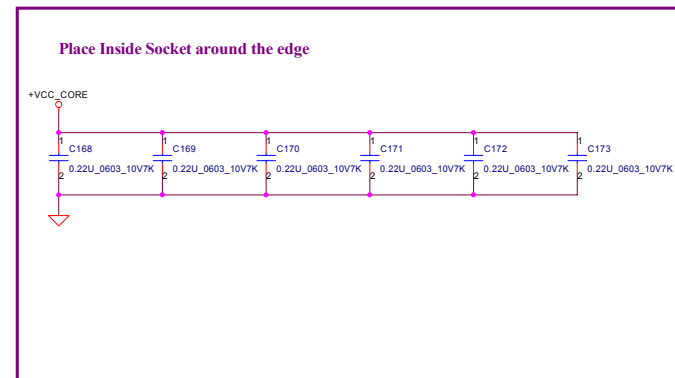 Place Inside Socket around the edge
+VCC_CORE
1 1 1 1 1 1
C168 C169 C170 C171 C172 C173
0.22U_0603_10V7K 0.22U_0603_10V7K 0.22U_0603_10V7K 0.22U_0603_10V7K 0.22U_0603_10V7K 0.22U_0603_10V7K
2 2 2 2 2 2